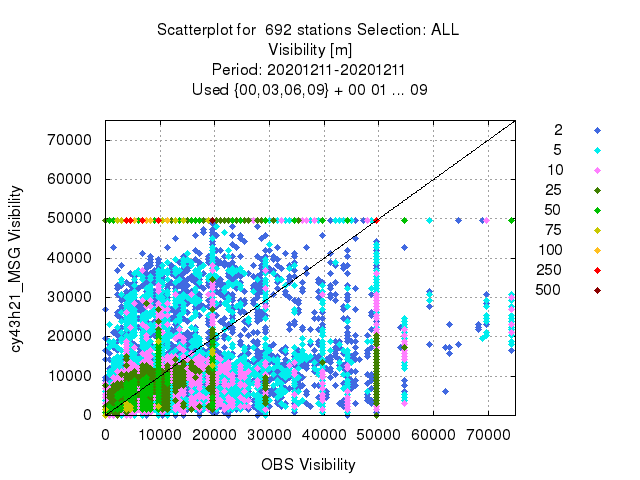 Scatterplot for 692 stations Selection: ALL
Visibility [m]
Period: 20201211-20201211
Used {00,03,06,09} + 00 01 ... 09
cy43h21_MSG Visibility
70000
60000
50000
40000
30000
20000
10000
0
0 10000 20000 30000 40000 50000 60000 70000
OBS Visibility
2
5
10
25
50
75
100
250
500